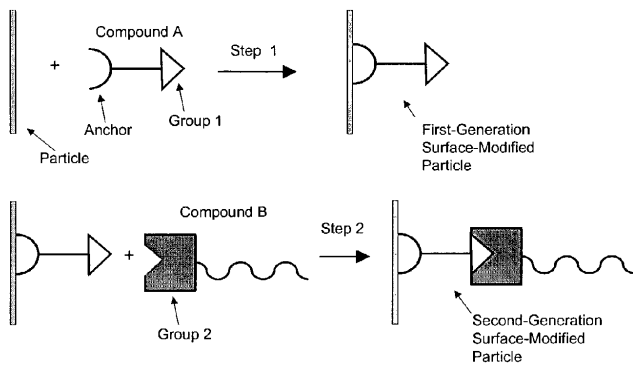 Compound A
Step 1
+
Group 1
Anchor
Particle
First-Generation
Surface-Modified
Particle
Compound B
Step 2
+
Group 2
Second-Generation
Surface-Modified
Particle